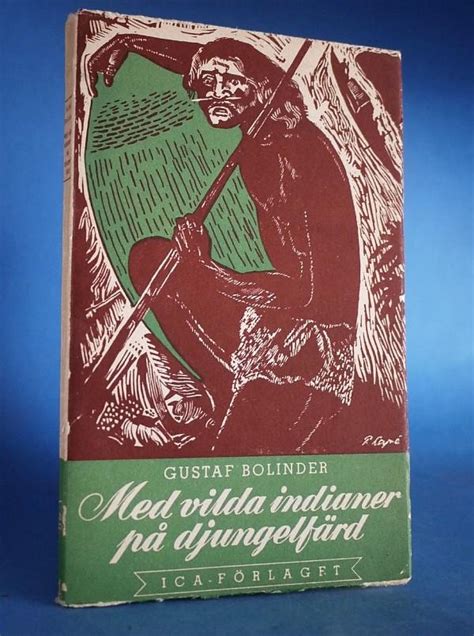 GUSTAF BOLINDER
Med vilda indianer
på djungelfärd
ICA-FÖRLAGET